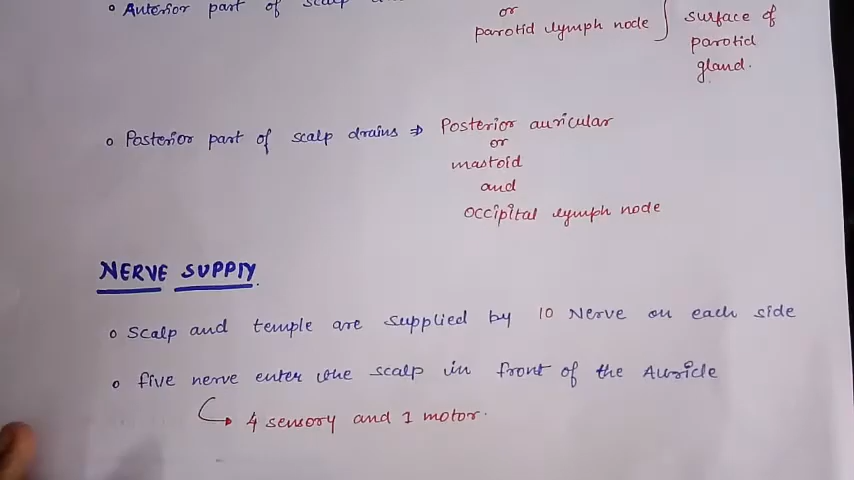 • Anterior part of scalp
or
parotid lymph node
surface of
parotid
gland.
• Posterior part of scalp drains ⇒ Posterior auricular
or
mastoid
and
occipital lymph node
NERVE SUPPLY.
• Scalp and temple are supplied by 10 Nerve on each side
• Five nerve enter the scalp in front of the Auricle
↳ 4 sensory and 1 motor.